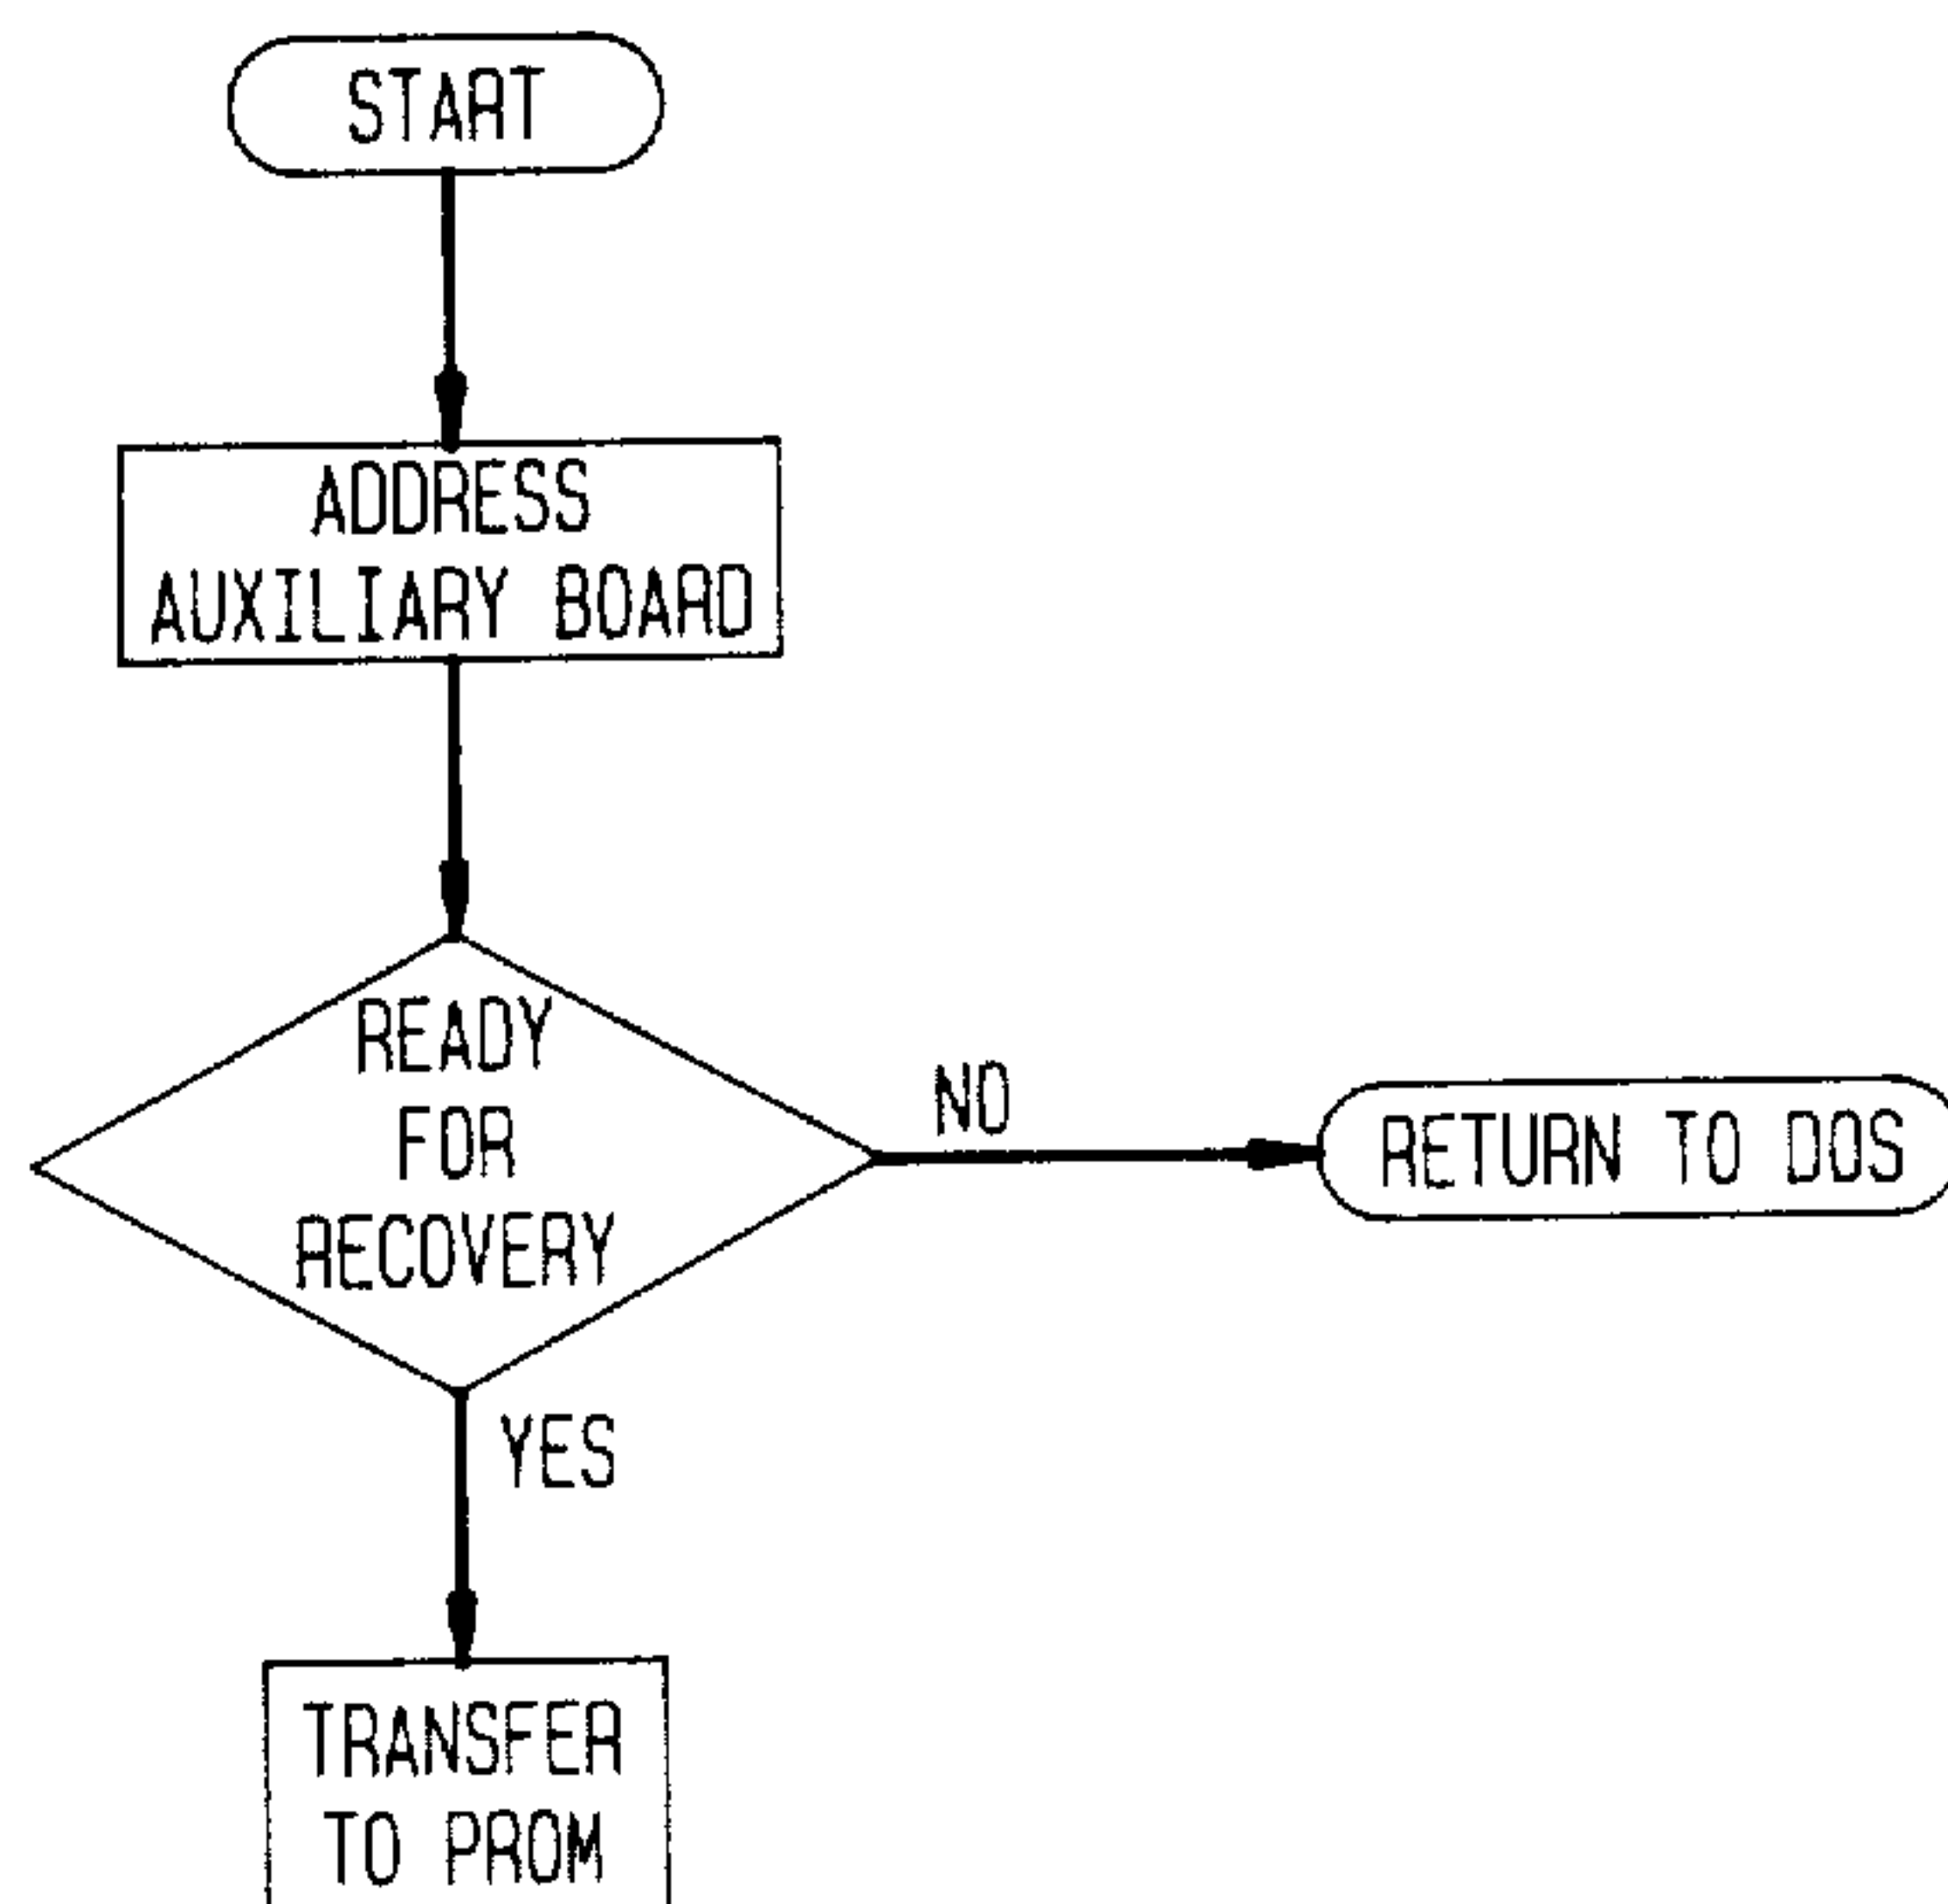 START
ADDRESS
AUXILIARY BOARD
READY
FOR
RECOVERY
NO
RETURN TO DOS
YES
TRANSFER
TO PROM